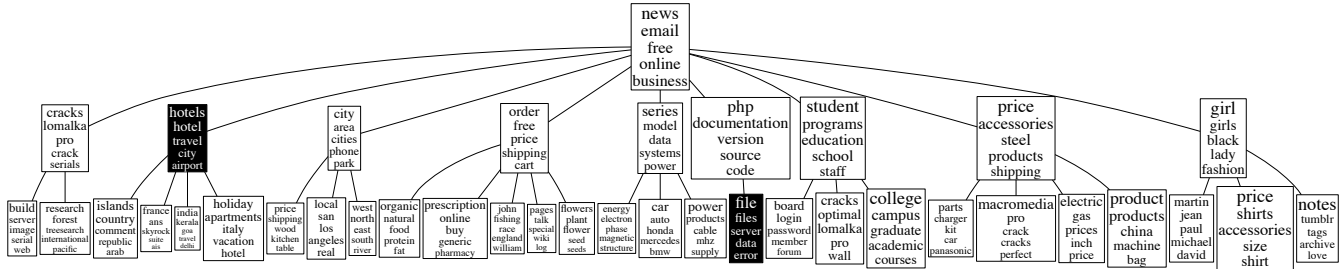 news
email
free
online
business
cracks
lomalka
pro
crack
serials
hotels
hotel
travel
city
airport
city
area
cities
phone
park
order
free
price
shipping
cart
series
model
data
systems
power
php
documentation
version
source
code
student
programs
education
school
staff
price
accessories
steel
products
shipping
girl
girls
black
lady
fashion
build
server
image
serial
web
research
forest
treesearch
international
pacific
islands
country
comment
republic
arab
france
ans
skyrock
suite
ais
india
kerala
goa
travel
delhi
holiday
apartments
italy
vacation
hotel
price
shipping
wood
kitchen
table
local
san
los
angeles
real
west
north
east
south
river
organic
natural
food
protein
fat
prescription
online
buy
generic
pharmacy
john
fishing
race
england
william
pages
talk
special
wiki
log
flowers
plant
flower
seed
seeds
energy
electron
phase
magnetic
structure
car
auto
honda
mercedes
bmw
power
products
cable
mhz
supply
file
files
server
data
error
board
login
password
member
forum
cracks
optimal
lomalka
pro
wall
college
campus
graduate
academic
courses
parts
charger
kit
car
panasonic
macromedia
pro
crack
cracks
perfect
electric
gas
prices
inch
price
product
products
china
machine
bag
martin
jean
paul
michael
david
price
shirts
accessories
size
shirt
notes
tumblr
tags
archive
love